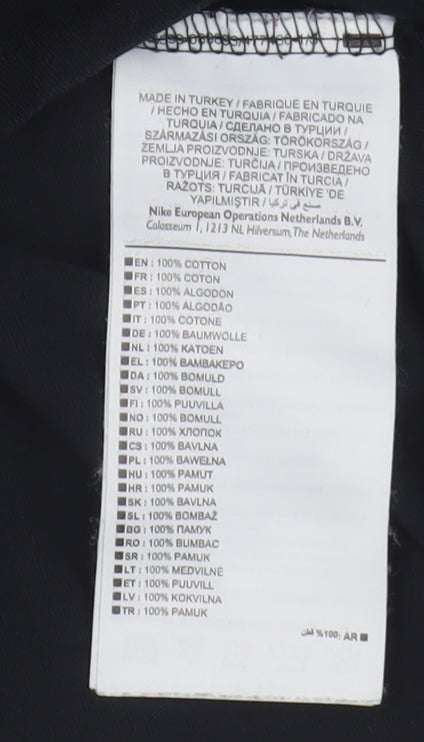 MADE IN TURKEY / FABRIQUE EN TURQUIE
/ HECHO EN TURQUIA / FABRICADO NA
TURQUIA / СДЕЛАНО В ТУРЦИИ /
SZÁRMAZÁSI ORSZÁG: TÖRÖKORSZÁG /
ZEMLJA PROIZVODNJE: TURSKA / DRŽAVA
PROIZVODNJE: TURČIJA / ПРОИЗВЕДЕНО
В ТУРЦИЯ / FABRICAT ÎN TURCIA /
RAŽOTS: TURCIJĀ / TÜRKİYE 'DE
YAPILMIŞTIR / صنع في تركيا
Nike European Operations Netherlands B.V.
Colosseum 1, 1213 NL Hilversum, The Netherlands
EN : 100% COTTON
FR : 100% COTON
ES : 100% ALGODON
PT : 100% ALGODÃO
IT : 100% COTONE
DE : 100% BAUMWOLLE
NL : 100% KATOEN
EL : 100% ΒΑΜΒΑΚΕΡΟ
DA : 100% BOMULD
SV : 100% BOMULL
FI : 100% PUUVILLA
NO : 100% BOMULL
RU : 100% ХЛОПОК
CS : 100% BAVLNA
PL : 100% BAWEŁNA
HU : 100% PAMUT
HR : 100% PAMUK
SK : 100% BAVLNA
SL : 100% BOMBAŽ
BG : 100% ПАМУК
RO : 100% BUMBAC
SR : 100% PAMUK
LT : 100% MEDVILNĖ
ET : 100% PUUVILL
LV : 100% KOKVILNA
TR : 100% PAMUK
AR : 100% قطن